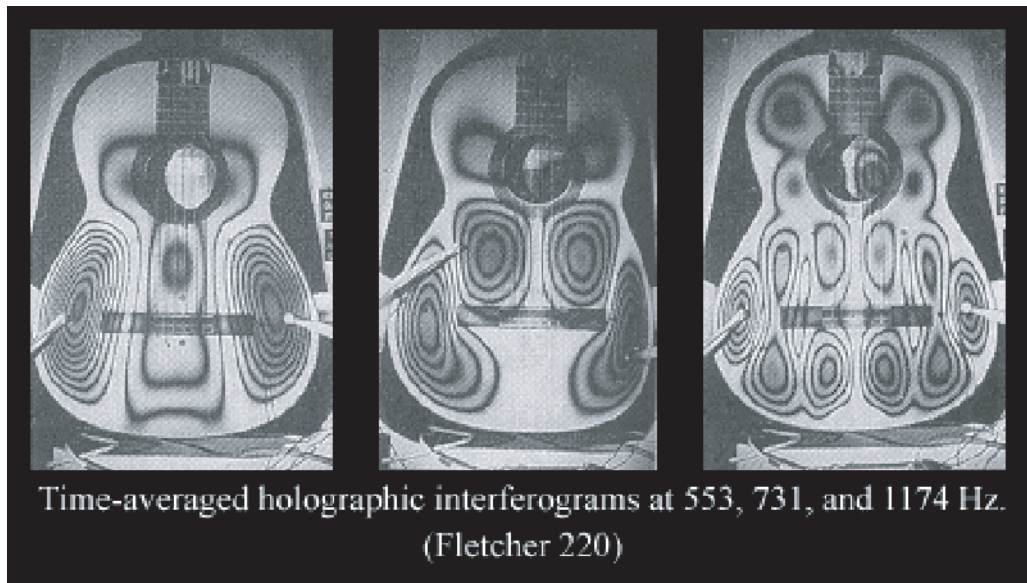 Time-averaged holographic interferograms at 553, 731, and 1174 Hz.
(Fletcher 220)